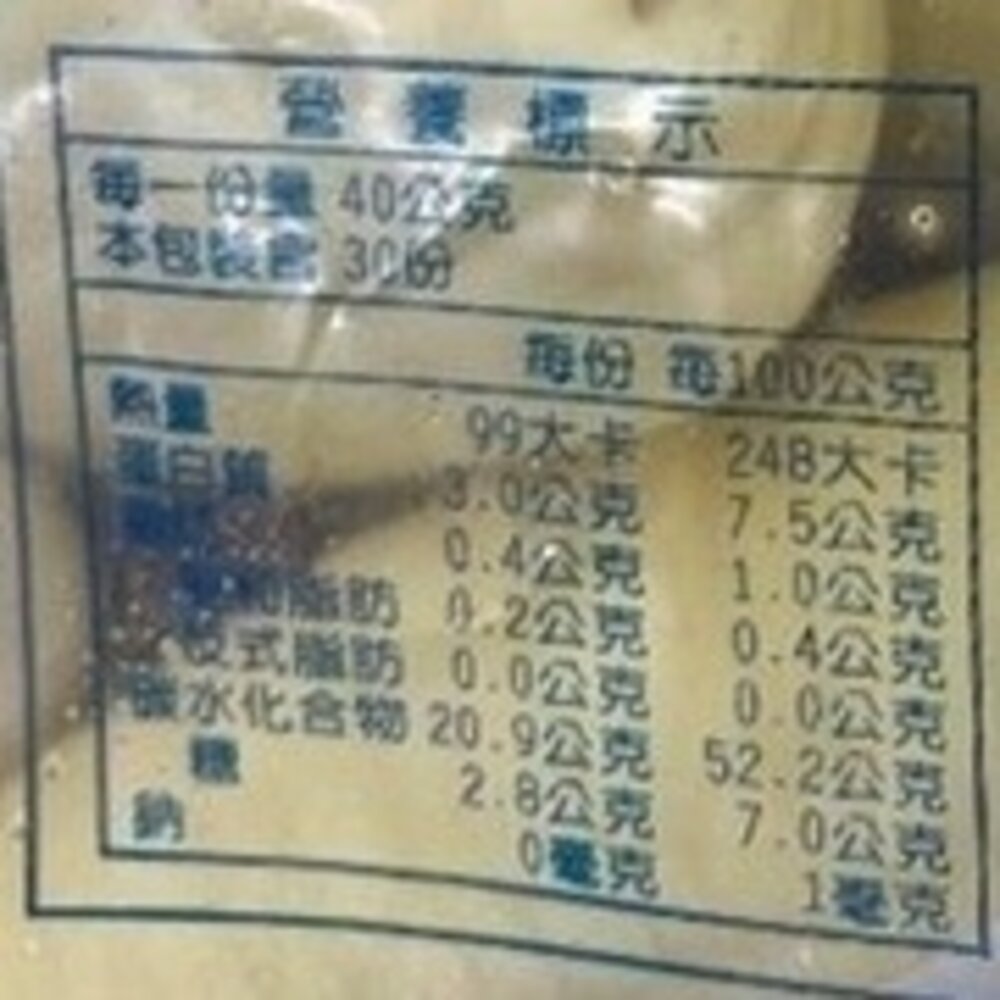 營養標示
每一份量 40公克
本包裝含 30份
每份 每100公克
熱量 99大卡 248大卡
蛋白質 3.0公克 7.5公克
脂肪 0.4公克 1.0公克
飽和脂肪 0.2公克 0.4公克
反式脂肪 0.0公克 0.0公克
碳水化合物 20.9公克 52.2公克
糖 2.8公克 7.0公克
鈉 0毫克 1毫克